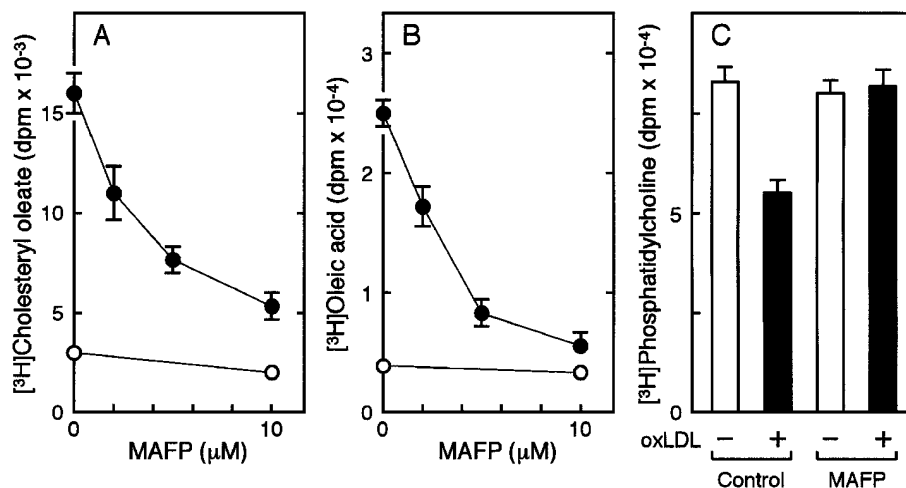 A
[³H]Cholesteryl oleate (dpm x 10⁻³)
15
10
5
0
0
10
MAFP (μM)
B
[³H]Oleic acid (dpm x 10⁻⁴)
3
2
1
0
0
10
MAFP (μM)
C
[³H]Phosphatidylcholine (dpm x 10⁻⁴)
5
0
oxLDL − + − +
Control MAFP